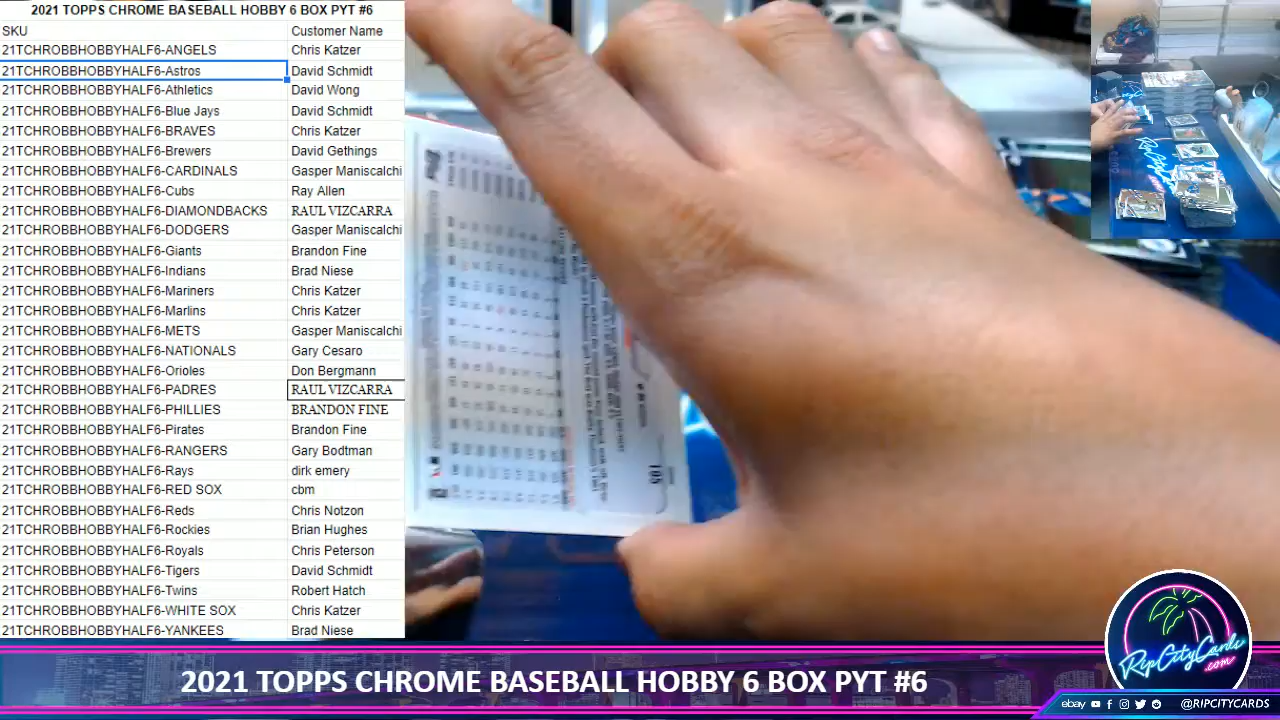 2021 TOPPS CHROME BASEBALL HOBBY 6 BOX PYT #6
SKU Customer Name
21TCHROBBHOBBYHALF6-ANGELS Chris Katzer
21TCHROBBHOBBYHALF6-Astros David Schmidt
21TCHROBBHOBBYHALF6-Athletics David Wong
21TCHROBBHOBBYHALF6-Blue Jays David Schmidt
21TCHROBBHOBBYHALF6-BRAVES Chris Katzer
21TCHROBBHOBBYHALF6-Brewers David Gethings
21TCHROBBHOBBYHALF6-CARDINALS Gasper Maniscalchi
21TCHROBBHOBBYHALF6-Cubs Ray Allen
21TCHROBBHOBBYHALF6-DIAMONDBACKS RAUL VIZCARRA
21TCHROBBHOBBYHALF6-DODGERS Gasper Maniscalchi
21TCHROBBHOBBYHALF6-Giants Brandon Fine
21TCHROBBHOBBYHALF6-Indians Brad Niese
21TCHROBBHOBBYHALF6-Mariners Chris Katzer
21TCHROBBHOBBYHALF6-Marlins Chris Katzer
21TCHROBBHOBBYHALF6-METS Gasper Maniscalchi
21TCHROBBHOBBYHALF6-NATIONALS Gary Cesaro
21TCHROBBHOBBYHALF6-Orioles Don Bergmann
21TCHROBBHOBBYHALF6-PADRES RAUL VIZCARRA
21TCHROBBHOBBYHALF6-PHILLIES BRANDON FINE
21TCHROBBHOBBYHALF6-Pirates Brandon Fine
21TCHROBBHOBBYHALF6-RANGERS Gary Bodtman
21TCHROBBHOBBYHALF6-Rays dirk emery
21TCHROBBHOBBYHALF6-RED SOX cbm
21TCHROBBHOBBYHALF6-Reds Chris Notzon
21TCHROBBHOBBYHALF6-Rockies Brian Hughes
21TCHROBBHOBBYHALF6-Royals Chris Peterson
21TCHROBBHOBBYHALF6-Tigers David Schmidt
21TCHROBBHOBBYHALF6-Twins Robert Hatch
21TCHROBBHOBBYHALF6-WHITE SOX Chris Katzer
21TCHROBBHOBBYHALF6-YANKEES Brad Niese
Topps
105
2021 TOPPS CHROME BASEBALL HOBBY 6 BOX PYT #6
RipCityCards
.com
ebay @RIPCITYCARDS